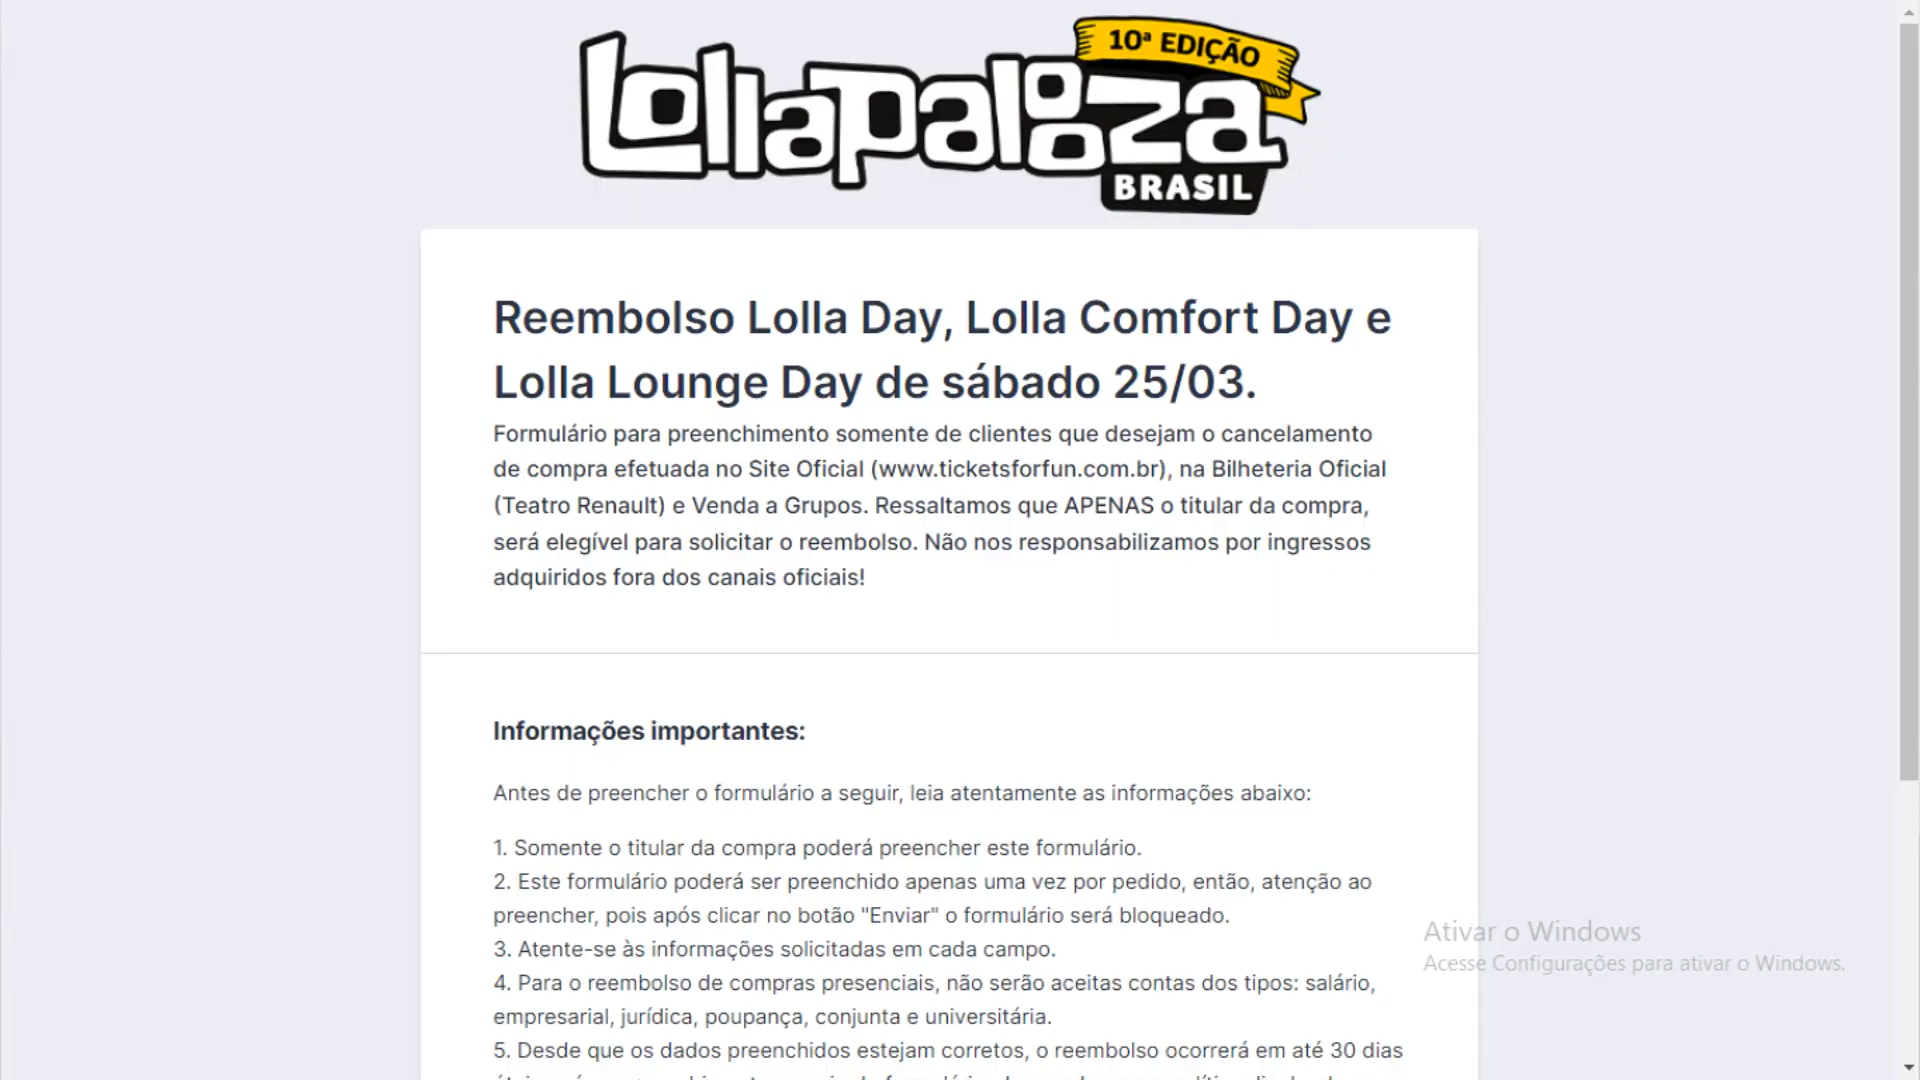 10ª EDIÇÃO
Lollapalooza
BRASIL
Reembolso Lolla Day, Lolla Comfort Day e
Lolla Lounge Day de sábado 25/03.
Formulário para preenchimento somente de clientes que desejam o cancelamento
de compra efetuada no Site Oficial (www.ticketsforfun.com.br), na Bilheteria Oficial
(Teatro Renault) e Venda a Grupos. Ressaltamos que APENAS o titular da compra,
será elegível para solicitar o reembolso. Não nos responsabilizamos por ingressos
adquiridos fora dos canais oficiais!
Informações importantes:
Antes de preencher o formulário a seguir, leia atentamente as informações abaixo:
1. Somente o titular da compra poderá preencher este formulário.
2. Este formulário poderá ser preenchido apenas uma vez por pedido, então, atenção ao
preencher, pois após clicar no botão "Enviar" o formulário será bloqueado.
3. Atente-se às informações solicitadas em cada campo.
4. Para o reembolso de compras presenciais, não serão aceitas contas dos tipos: salário,
empresarial, jurídica, poupança, conjunta e universitária.
5. Desde que os dados preenchidos estejam corretos, o reembolso ocorrerá em até 30 dias
Ativar o Windows
Acesse Configurações para ativar o Windows.